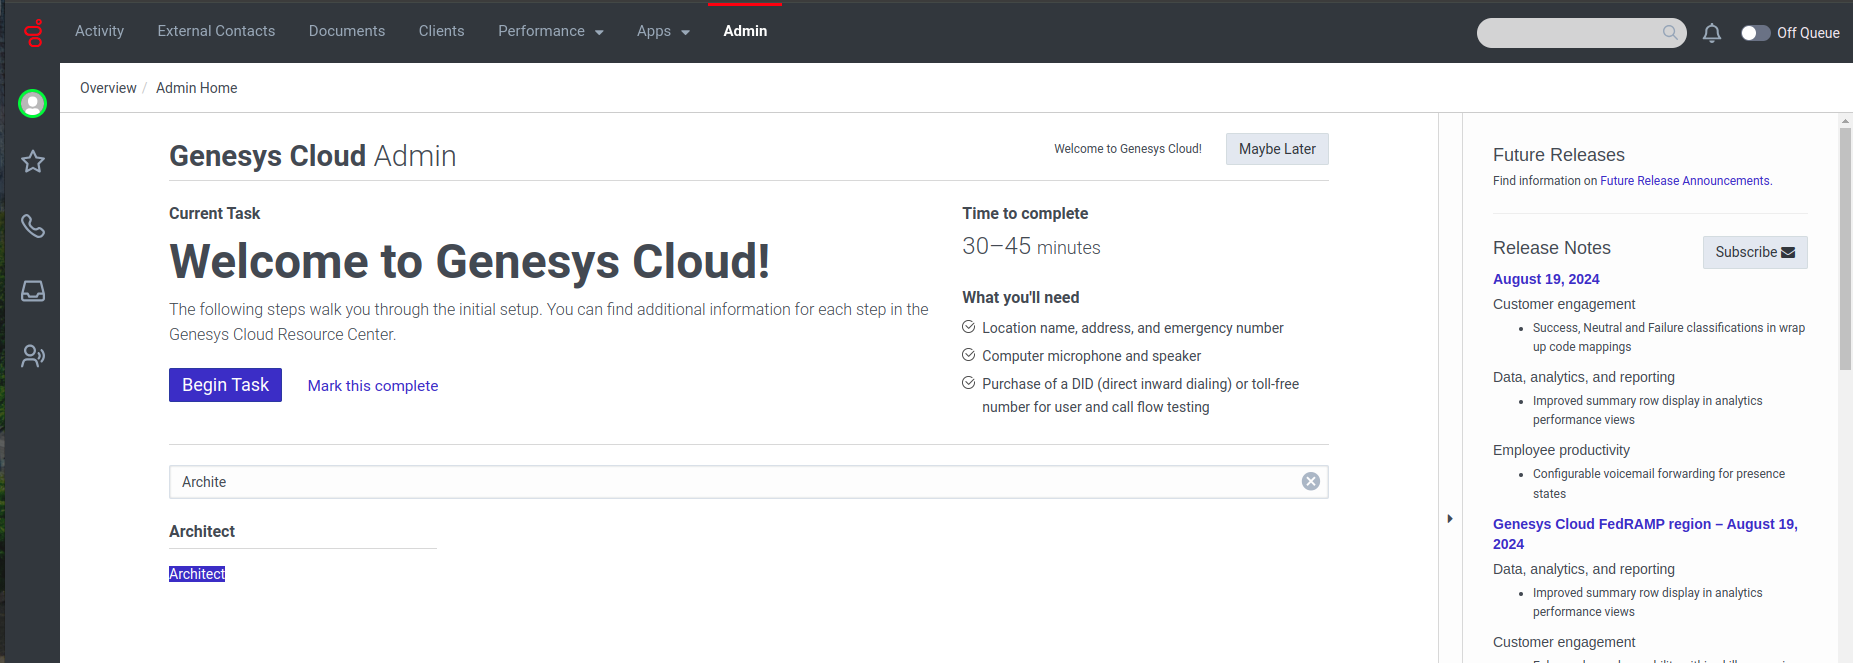 Activity
External Contacts
Documents
Clients
Performance
Apps
Admin
Off Queue
Overview / Admin Home
Genesys Cloud Admin
Welcome to Genesys Cloud!
Maybe Later
Current Task
Welcome to Genesys Cloud!
The following steps walk you through the initial setup. You can find additional information for each step in the
Genesys Cloud Resource Center.
Begin Task
Mark this complete
Time to complete
30–45 minutes
What you'll need
Location name, address, and emergency number
Computer microphone and speaker
Purchase of a DID (direct inward dialing) or toll-free
number for user and call flow testing
Archite
Architect
Architect
Future Releases
Find information on Future Release Announcements.
Release Notes
Subscribe
August 19, 2024
Customer engagement
• Success, Neutral and Failure classifications in wrap
up code mappings
Data, analytics, and reporting
• Improved summary row display in analytics
performance views
Employee productivity
• Configurable voicemail forwarding for presence
states
Genesys Cloud FedRAMP region – August 19,
2024
Data, analytics, and reporting
• Improved summary row display in analytics
performance views
Customer engagement